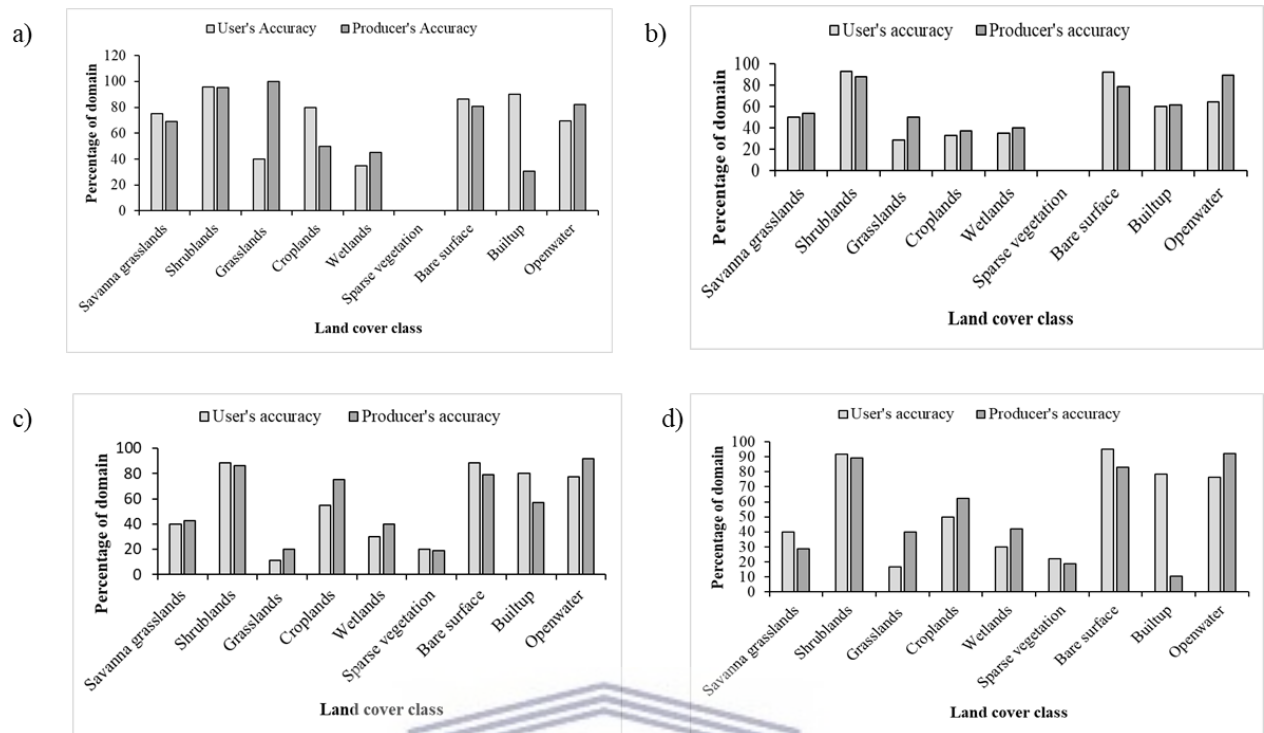 a)
User's Accuracy Producer's Accuracy
Percentage of domain
120
100
80
60
40
20
0
Savanna grasslands
Shrublands
Grasslands
Croplands
Wetlands
Sparse vegetation
Bare surface
Builtup
Openwater
Land cover class
b)
User's accuracy Producer's accuracy
Percentage of domain
100
80
60
40
20
0
Savanna grasslands
Shrublands
Grasslands
Croplands
Wetlands
Sparse vegetation
Bare surface
Builtup
Openwater
Land cover class
c)
User's accuracy Producer's accuracy
Percentage of domain
100
80
60
40
20
0
Savanna grasslands
Shrublands
Grasslands
Croplands
Wetlands
Sparse vegetation
Bare surface
Builtup
Openwater
Land cover class
d)
User's accuracy Producer's accuracy
Percentage of domain
100
90
80
70
60
50
40
30
20
10
0
Savanna grasslands
Shrublands
Grasslands
Croplands
Wetlands
Sparse vegetation
Bare surface
Builtup
Openwater
Land cover class